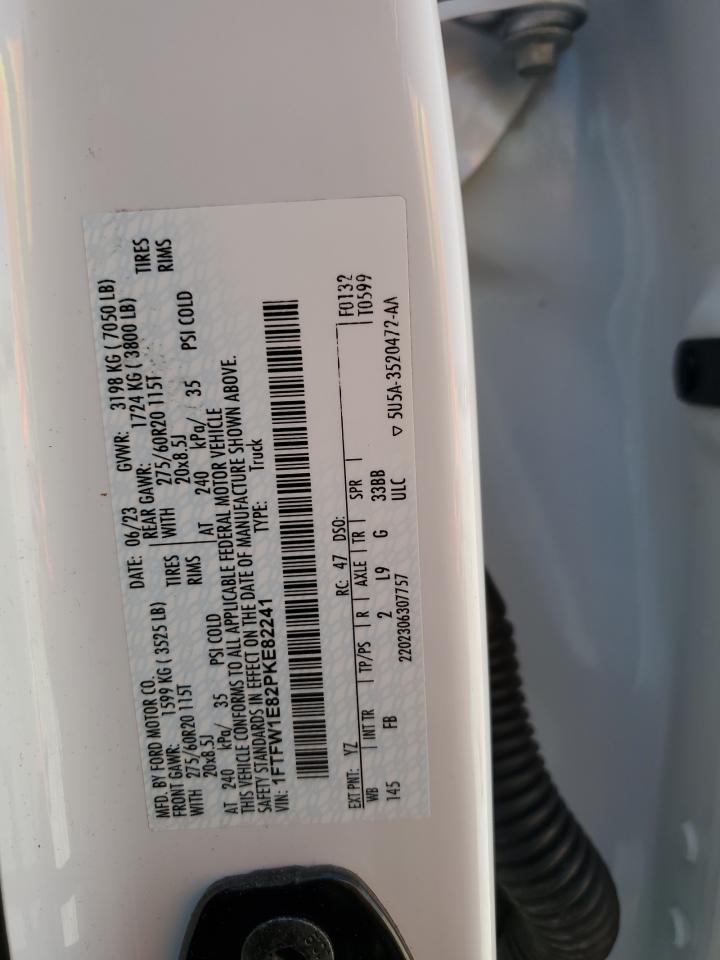 MFD. BY FORD MOTOR CO. DATE: 06/23 GVWR: 3198 KG ( 7050 LB)
FRONT GAWR: 1599 KG ( 3525 LB) REAR GAWR: 1724 KG ( 3800 LB)
WITH 275/60R20 115T TIRES WITH 275/60R20 115T TIRES
20x8.5J RIMS 20x8.5J RIMS
AT 240 kPa/ 35 PSI COLD AT 240 kPa/ 35 PSI COLD
THIS VEHICLE CONFORMS TO ALL APPLICABLE FEDERAL MOTOR VEHICLE
SAFETY STANDARDS IN EFFECT ON THE DATE OF MANUFACTURE SHOWN ABOVE.
VIN: 1FTFW1E82PKE82241 TYPE: Truck
EXT PNT: YZ RC: 47 DSO: F0132
WB INT TR TP/PS R AXLE TR SPR T0599
145 FB 2 L9 G 33BB
2202306307757 ULC ▽ 5U5A-3520472-AA